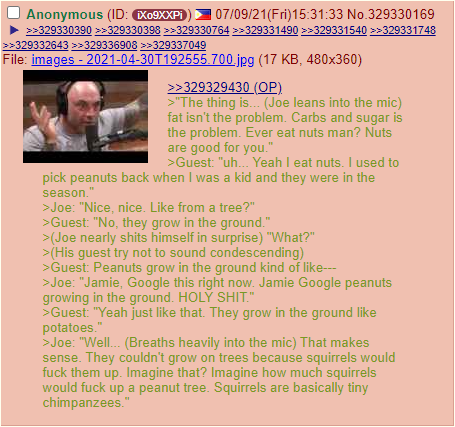 Anonymous (ID: iXo9XXPi) 07/09/21(Fri)15:31:33 No.329330169
>>329330390 >>329330398 >>329330764 >>329331490 >>329331540 >>329331748
>>329332643 >>329336908 >>329337049
File: images - 2021-04-30T192555.700.jpg (17 KB, 480x360)
>>329329430 (OP)
>"The thing is... (Joe leans into the mic)
fat isn't the problem. Carbs and sugar is
the problem. Ever eat nuts man? Nuts
are good for you."
>Guest: "uh... Yeah I eat nuts. I used to
pick peanuts back when I was a kid and they were in the
season."
>Joe: "Nice, nice. Like from a tree?"
>Guest: "No, they grow in the ground."
>(Joe nearly shits himself in surprise) "What?"
>(His guest try not to sound condescending)
>Guest: Peanuts grow in the ground kind of like---
>Joe: "Jamie, Google this right now. Jamie Google peanuts
growing in the ground. HOLY SHIT."
>Guest: "Yeah just like that. They grow in the ground like
potatoes."
>Joe: "Well... (Breaths heavily into the mic) That makes
sense. They couldn't grow on trees because squirrels would
fuck them up. Imagine that? Imagine how much squirrels
would fuck up a peanut tree. Squirrels are basically tiny
chimpanzees."